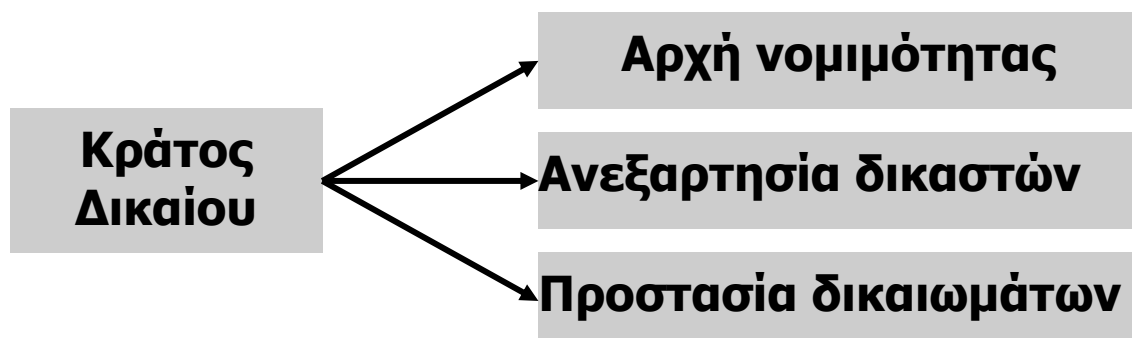 Κράτος
Δικαίου
Αρχή νομιμότητας
Ανεξαρτησία δικαστών
Προστασία δικαιωμάτων